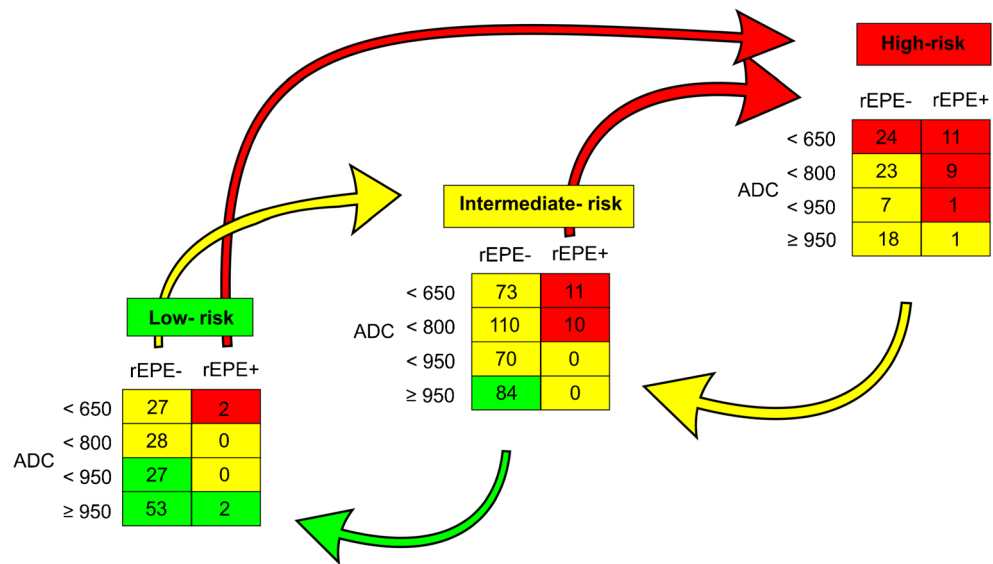 High-risk
rEPE- rEPE+
< 650 24 11
< 800 23 9
ADC
< 950 7 1
≥ 950 18 1
Intermediate- risk
rEPE- rEPE+
< 650 73 11
ADC < 800 110 10
< 950 70 0
≥ 950 84 0
Low- risk
rEPE- rEPE+
< 650 27 2
< 800 28 0
ADC
< 950 27 0
≥ 950 53 2